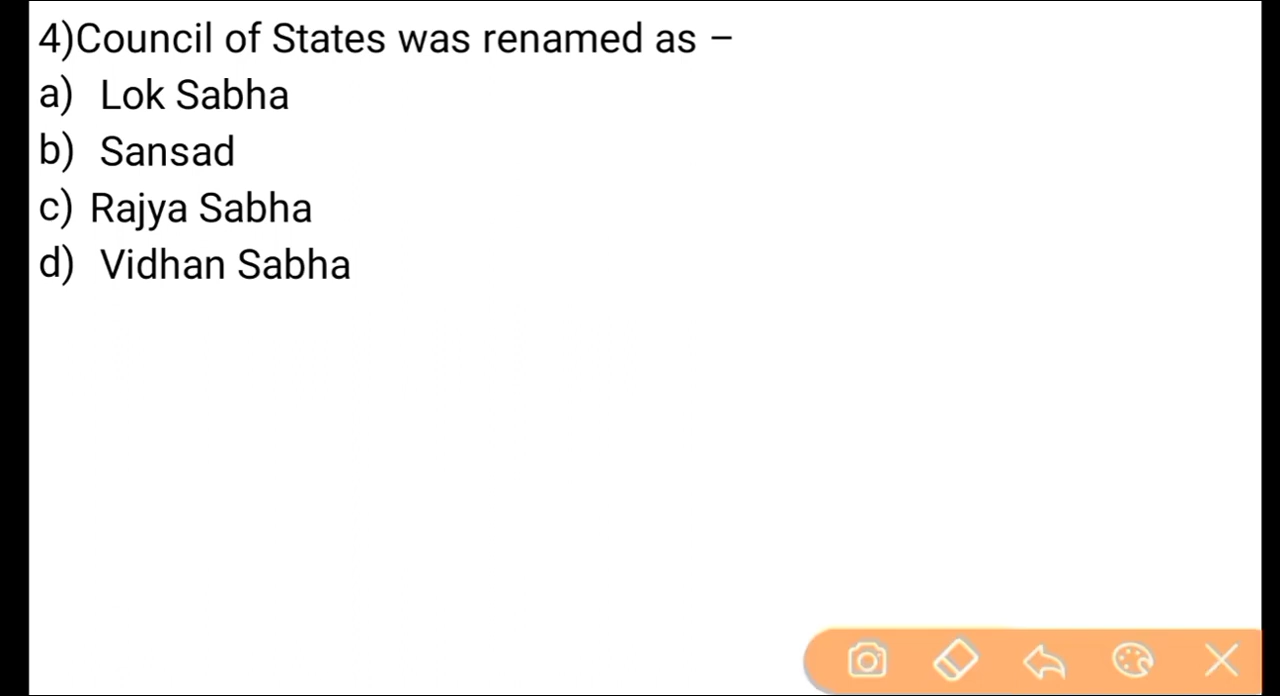 4)Council of States was renamed as –
a) Lok Sabha
b) Sansad
c) Rajya Sabha
d) Vidhan Sabha